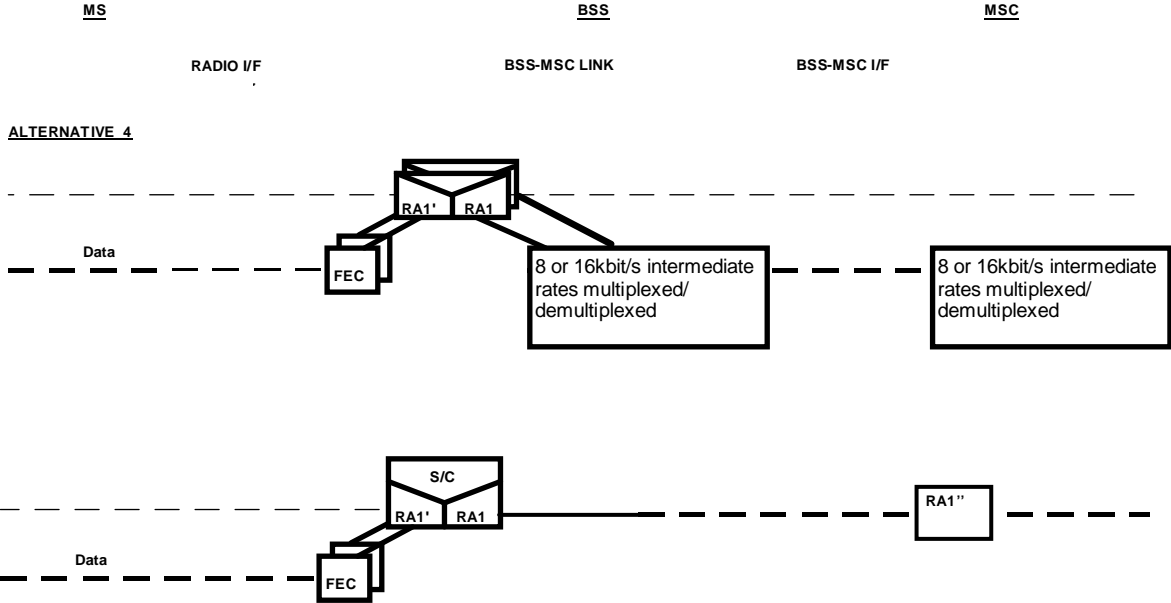 MS BSS MSC
RADIO I/F BSS-MSC LINK BSS-MSC I/F
ALTERNATIVE 4
RA1' RA1
Data
FEC
8 or 16kbit/s intermediate
rates multiplexed/
demultiplexed
8 or 16kbit/s intermediate
rates multiplexed/
demultiplexed
S/C
RA1' RA1
RA1’’
Data
FEC